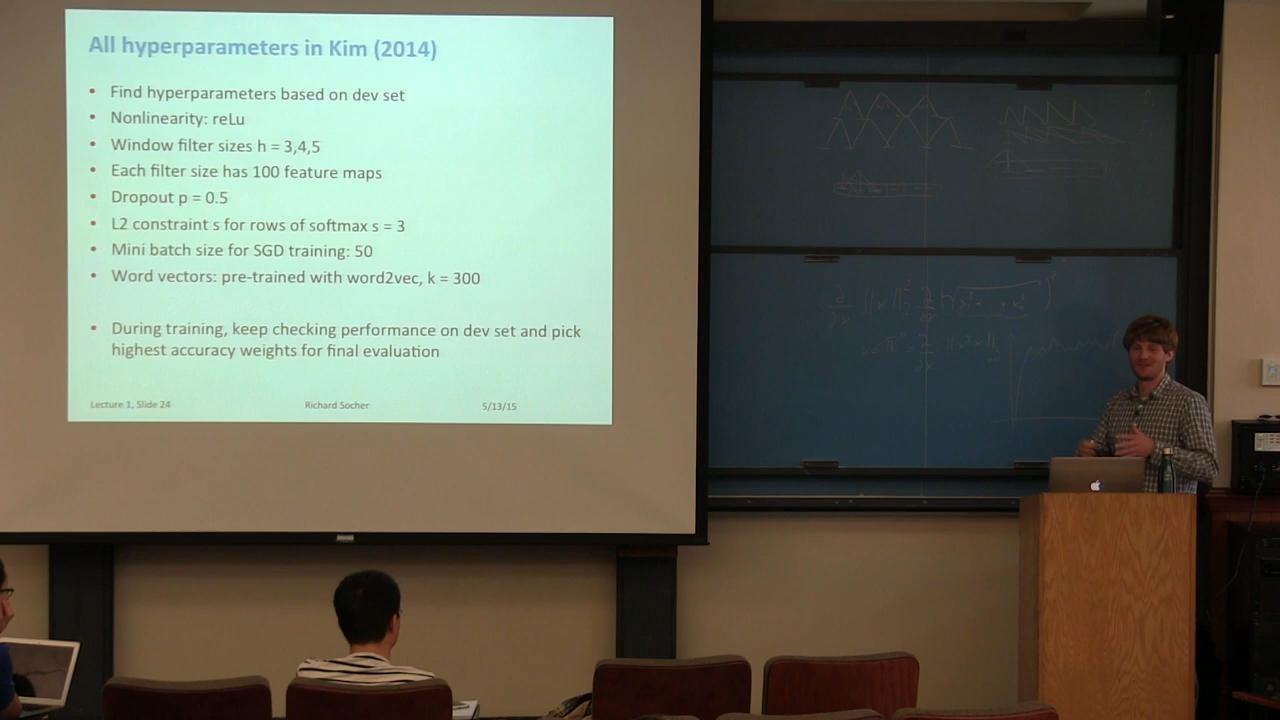 All hyperparameters in Kim (2014)
• Find hyperparameters based on dev set
• Nonlinearity: reLu
• Window filter sizes h = 3,4,5
• Each filter size has 100 feature maps
• Dropout p = 0.5
• L2 constraint s for rows of softmax s = 3
• Mini batch size for SGD training: 50
• Word vectors: pre-trained with word2vec, k = 300
• During training, keep checking performance on dev set and pick
highest accuracy weights for final evaluation
Lecture 1, Slide 24 Richard Socher 5/13/15